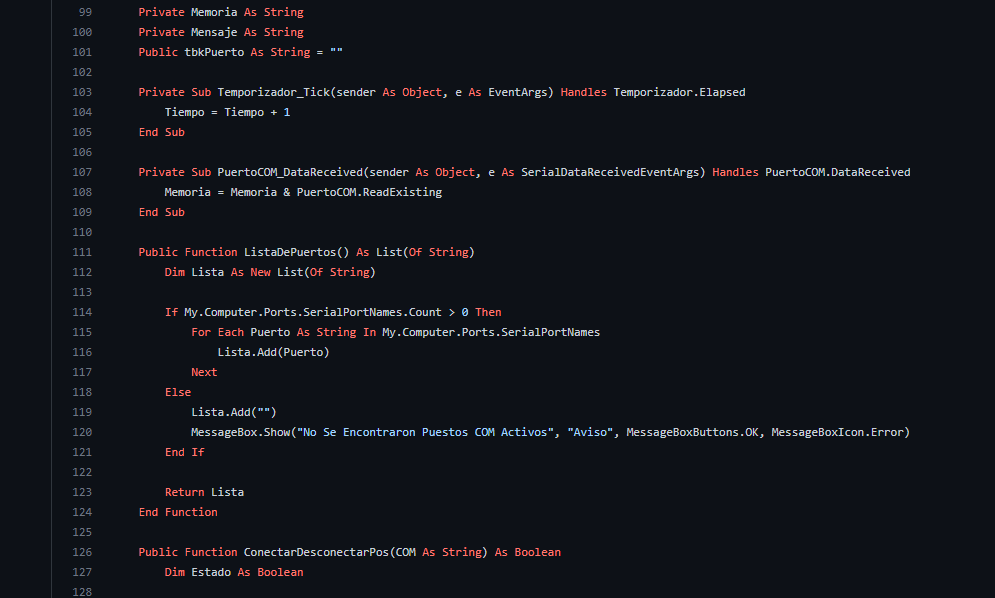 99 Private Memoria As String
100 Private Mensaje As String
101 Public tbkPuerto As String = ""
102
103 Private Sub Temporizador_Tick(sender As Object, e As EventArgs) Handles Temporizador.Elapsed
104 Tiempo = Tiempo + 1
105 End Sub
106
107 Private Sub PuertoCOM_DataReceived(sender As Object, e As SerialDataReceivedEventArgs) Handles PuertoCOM.DataReceived
108 Memoria = Memoria & PuertoCOM.ReadExisting
109 End Sub
110
111 Public Function ListaDePuertos() As List(Of String)
112 Dim Lista As New List(Of String)
113
114 If My.Computer.Ports.SerialPortNames.Count > 0 Then
115 For Each Puerto As String In My.Computer.Ports.SerialPortNames
116 Lista.Add(Puerto)
117 Next
118 Else
119 Lista.Add("")
120 MessageBox.Show("No Se Encontraron Puestos COM Activos", "Aviso", MessageBoxButtons.OK, MessageBoxIcon.Error)
121 End If
122
123 Return Lista
124 End Function
125
126 Public Function ConectarDesconectarPos(COM As String) As Boolean
127 Dim Estado As Boolean
128